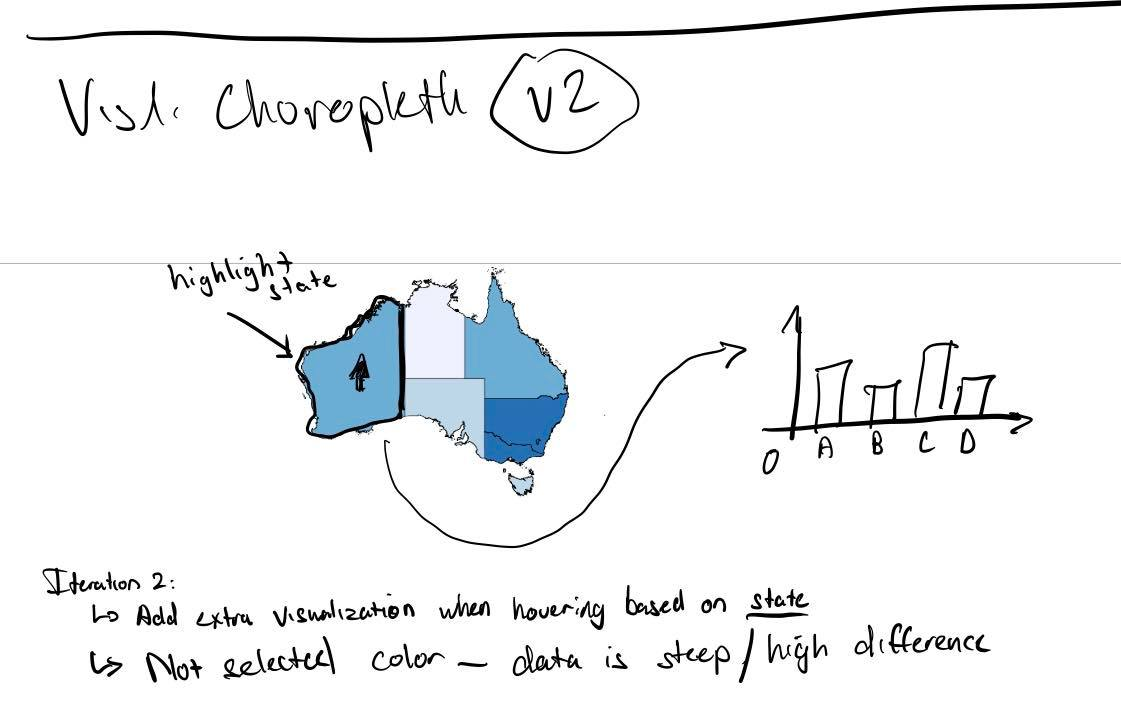 Vis1: Choropleth v2
highlight
state
0 A B C D
Iteration 2:
↳ Add extra visualization when hovering based on state
↳ Not selected color – data is steep / high difference